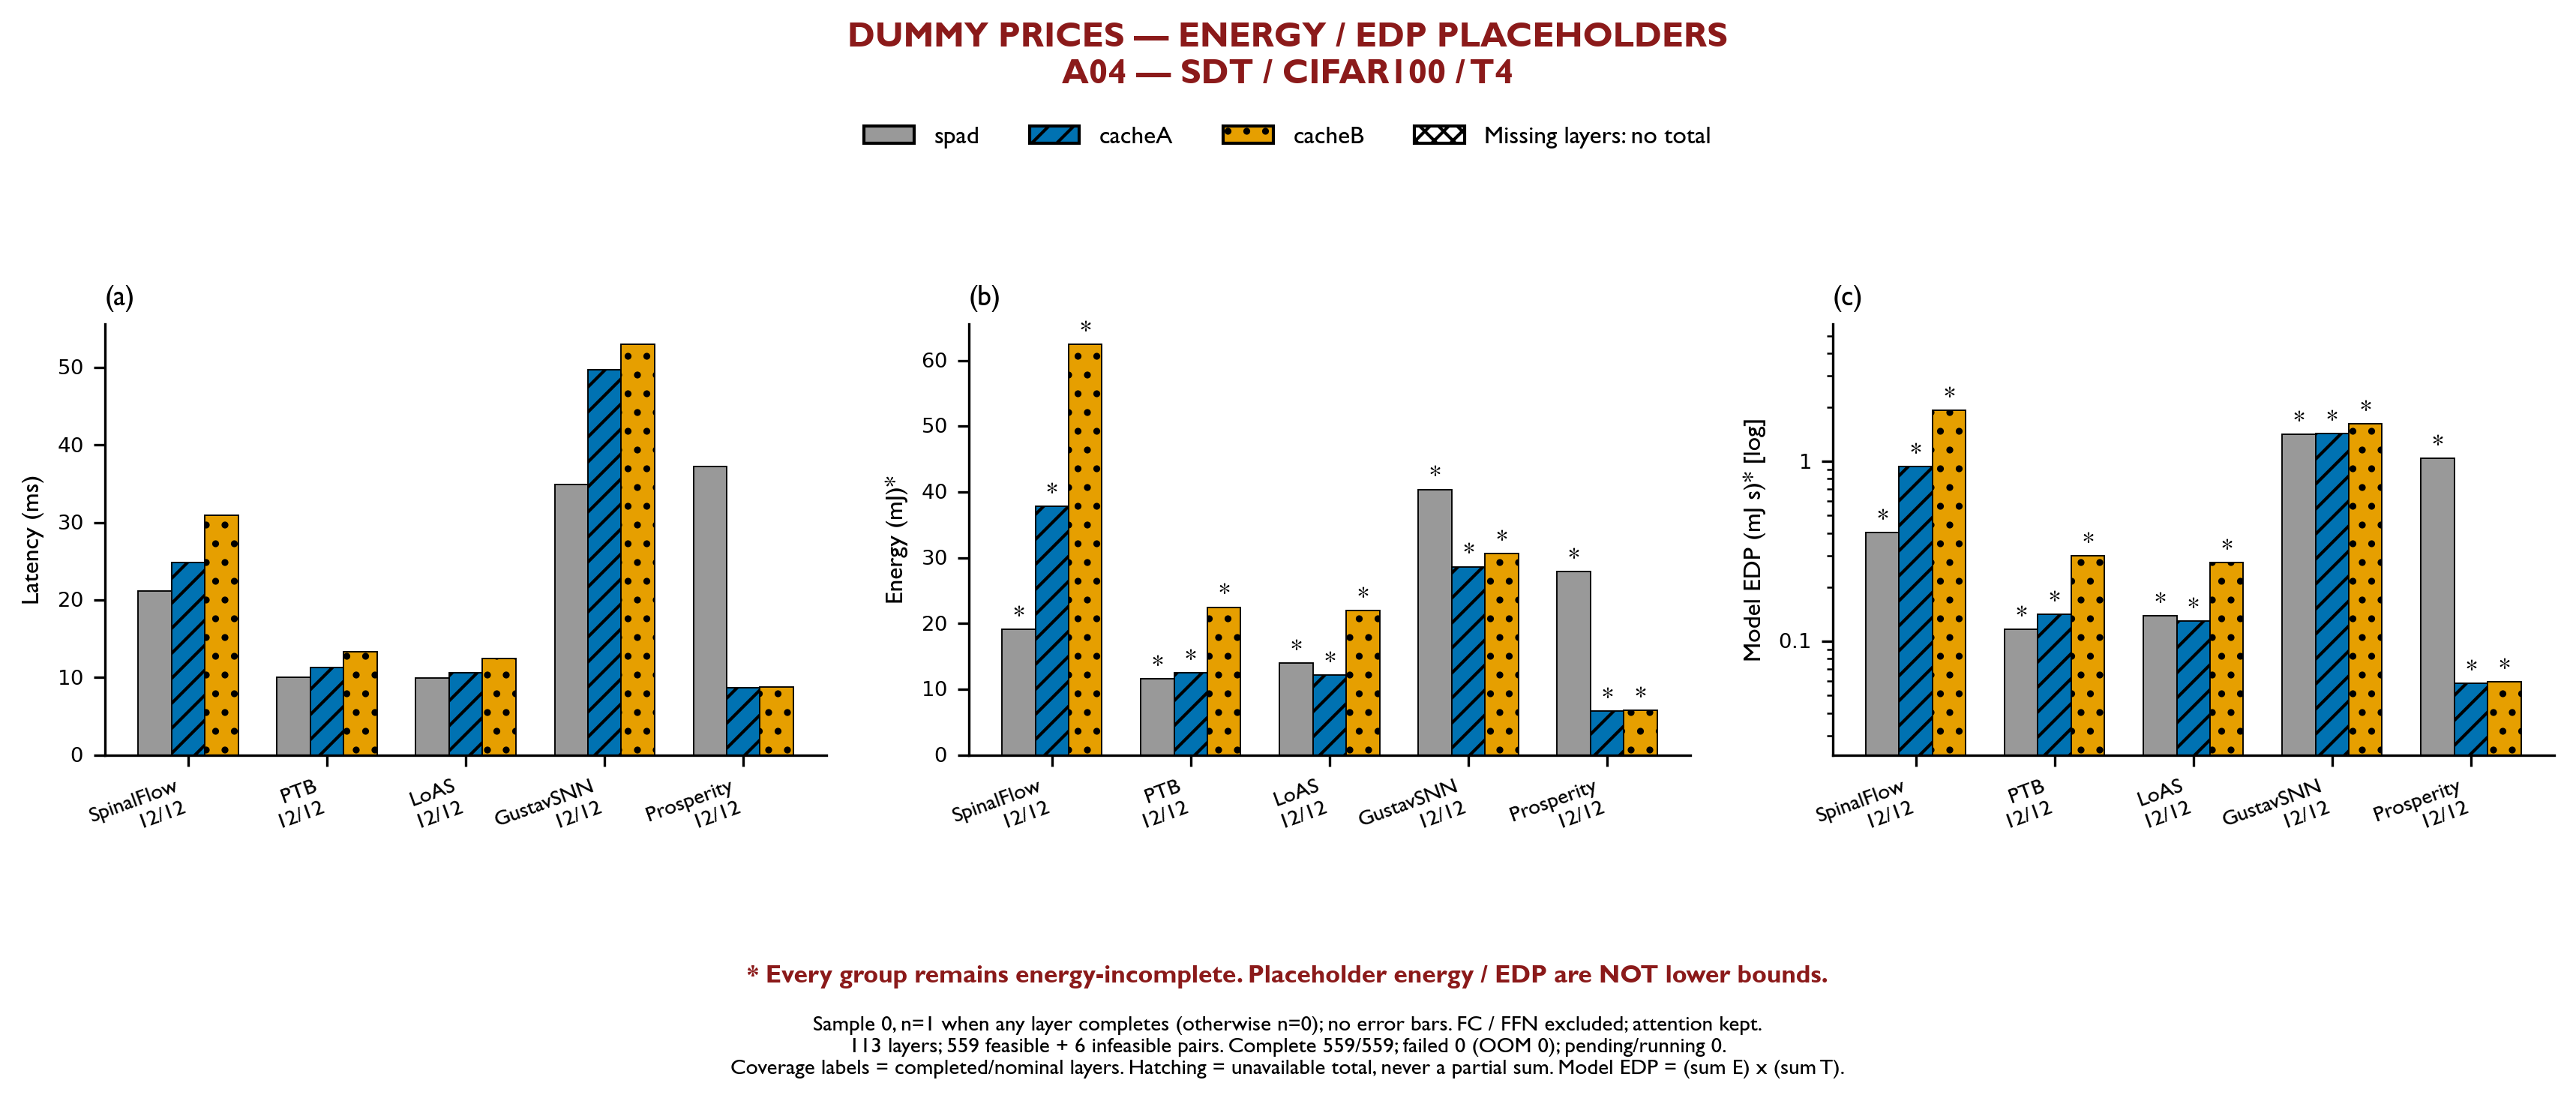 DUMMY PRICES — ENERGY / EDP PLACEHOLDERS
A04 — SDT / CIFAR100 / T4
spad
cacheA
cacheB
Missing layers: no total
(a)
Latency (ms)
50
40
30
20
10
0
SpinalFlow
12/12
PTB
12/12
LoAS
12/12
GustavSNN
12/12
Prosperity
12/12
(b)
Energy (mJ)*
60
50
40
30
20
10
0
* * *
* * *
* * *
* * *
* * *
SpinalFlow
12/12
PTB
12/12
LoAS
12/12
GustavSNN
12/12
Prosperity
12/12
(c)
Model EDP (mJ s)* [log]
1
0.1
* * *
* * *
* * *
* * *
* * *
SpinalFlow
12/12
PTB
12/12
LoAS
12/12
GustavSNN
12/12
Prosperity
12/12
* Every group remains energy-incomplete. Placeholder energy / EDP are NOT lower bounds.
Sample 0, n=1 when any layer completes (otherwise n=0); no error bars. FC / FFN excluded; attention kept.
113 layers; 559 feasible + 6 infeasible pairs. Complete 559/559; failed 0 (OOM 0); pending/running 0.
Coverage labels = completed/nominal layers. Hatching = unavailable total, never a partial sum. Model EDP = (sum E) x (sum T).